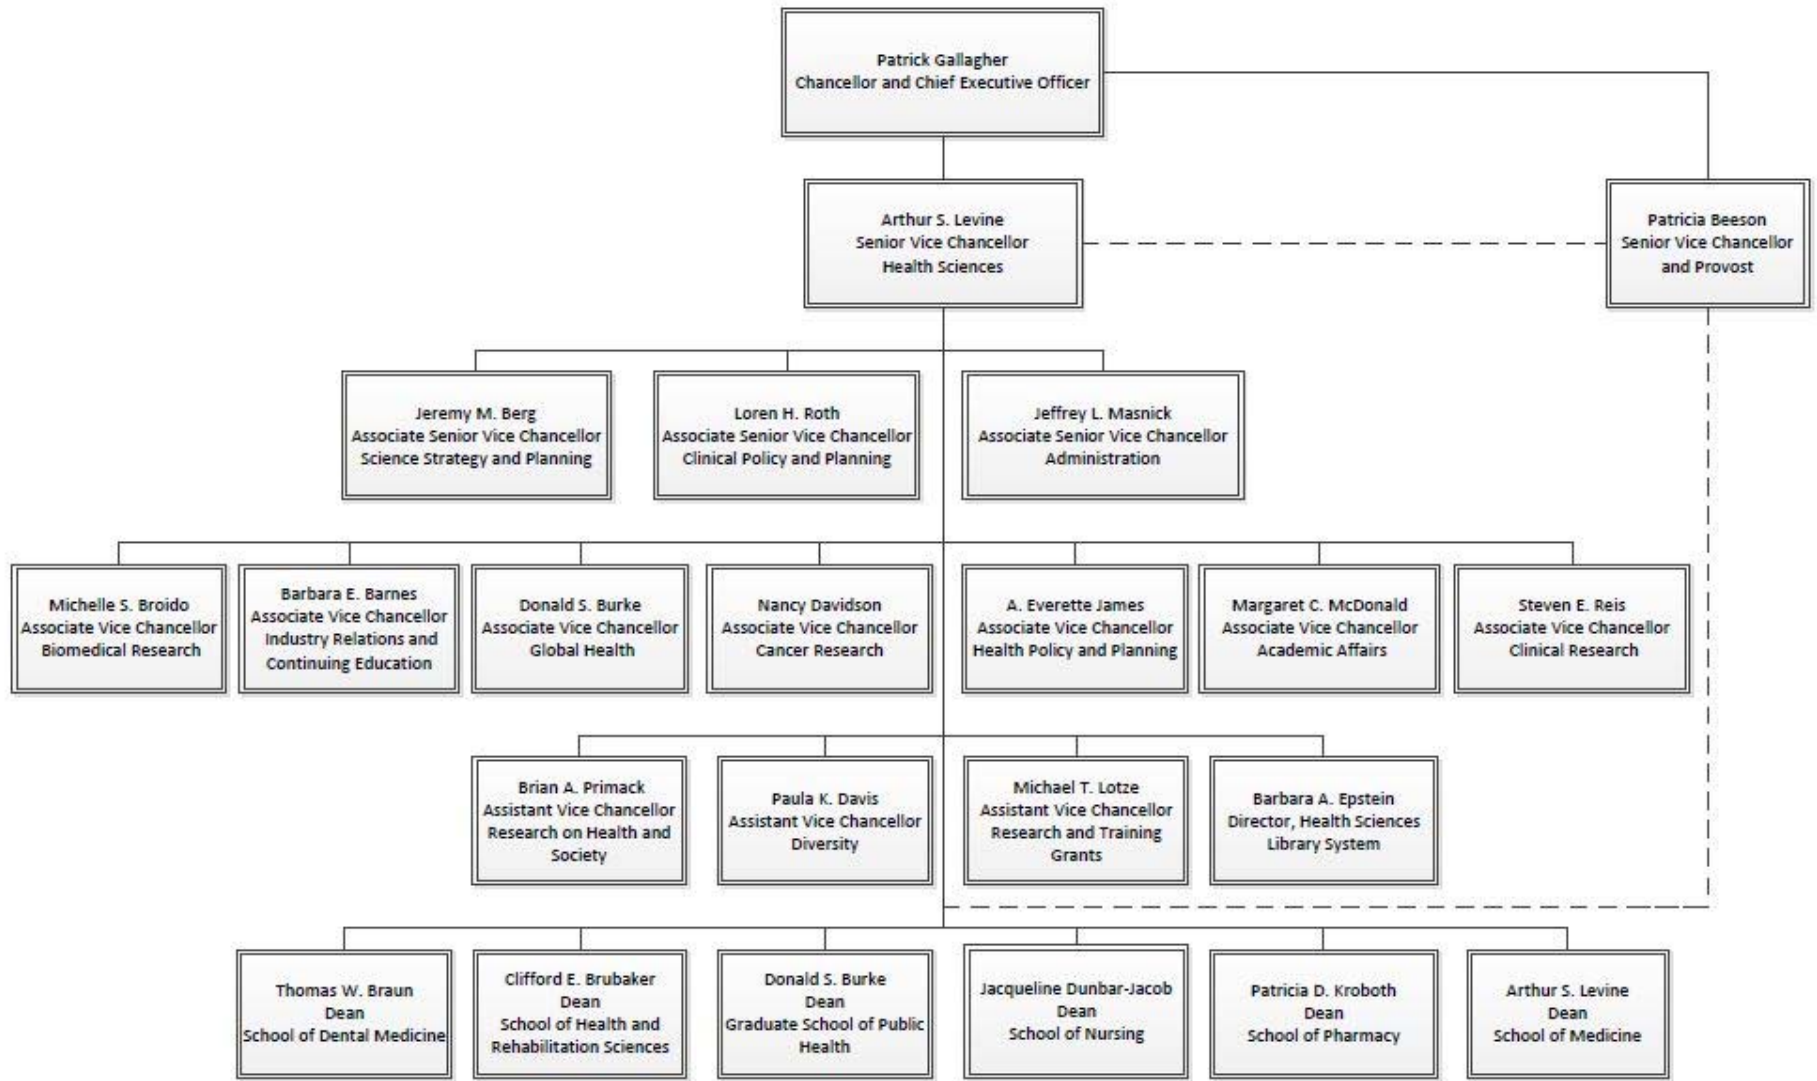 Patrick Gallagher
Chancellor and Chief Executive Officer
Arthur S. Levine
Senior Vice Chancellor
Health Sciences
Patricia Beeson
Senior Vice Chancellor
and Provost
Jeremy M. Berg
Associate Senior Vice Chancellor
Science Strategy and Planning
Loren H. Roth
Associate Senior Vice Chancellor
Clinical Policy and Planning
Jeffrey L. Masnick
Associate Senior Vice Chancellor
Administration
Michelle S. Broido
Associate Vice Chancellor
Biomedical Research
Barbara E. Barnes
Associate Vice Chancellor
Industry Relations and
Continuing Education
Donald S. Burke
Associate Vice Chancellor
Global Health
Nancy Davidson
Associate Vice Chancellor
Cancer Research
A. Everette James
Associate Vice Chancellor
Health Policy and Planning
Margaret C. McDonald
Associate Vice Chancellor
Academic Affairs
Steven E. Reis
Associate Vice Chancellor
Clinical Research
Brian A. Primack
Assistant Vice Chancellor
Research on Health and
Society
Paula K. Davis
Assistant Vice Chancellor
Diversity
Michael T. Lotze
Assistant Vice Chancellor
Research and Training
Grants
Barbara A. Epstein
Director, Health Sciences
Library System
Thomas W. Braun
Dean
School of Dental Medicine
Clifford E. Brubaker
Dean
School of Health and
Rehabilitation Sciences
Donald S. Burke
Dean
Graduate School of Public
Health
Jacqueline Dunbar-Jacob
Dean
School of Nursing
Patricia D. Kroboth
Dean
School of Pharmacy
Arthur S. Levine
Dean
School of Medicine